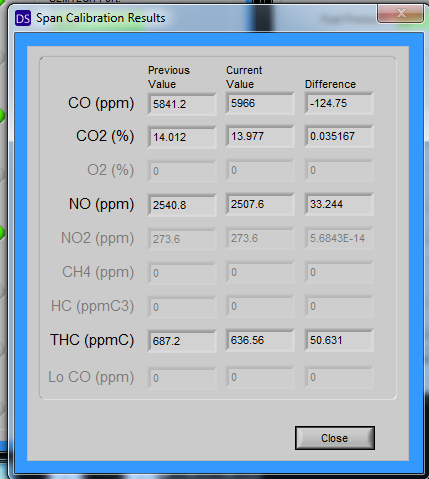 DS Span Calibration Results
Previous Value Current Value Difference
CO (ppm) 5841.2 5966 -124.75
CO2 (%) 14.012 13.977 0.035167
O2 (%) 0 0 0
NO (ppm) 2540.8 2507.6 33.244
NO2 (ppm) 273.6 273.6 5.6843E-14
CH4 (ppm) 0 0 0
HC (ppmC3) 0 0 0
THC (ppmC) 687.2 636.56 50.631
Lo CO (ppm) 0 0 0
Close